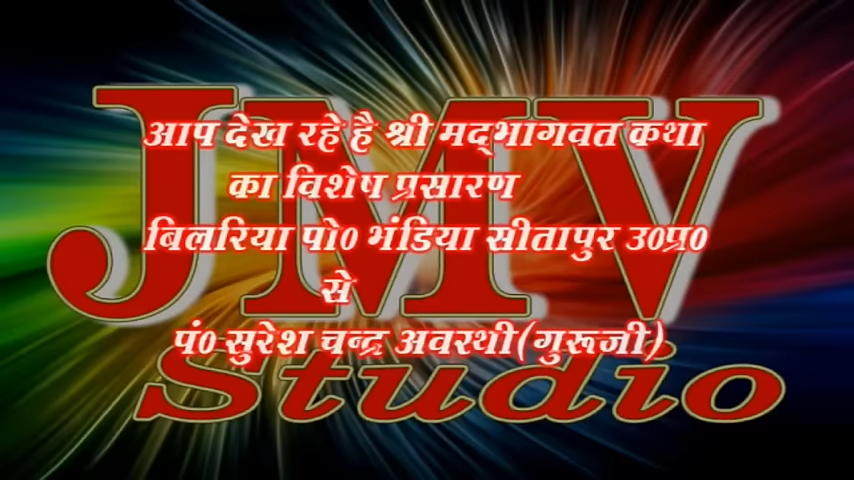 JMV
आप देख रहे है श्री मद्भागवत कथा
का विशेष प्रसारण
बिलरिया पो0 भंडिया सीतापुर उ0प्र0
से
पं0 सुरेश चन्द्र अवस्थी(गुरूजी)
Studio